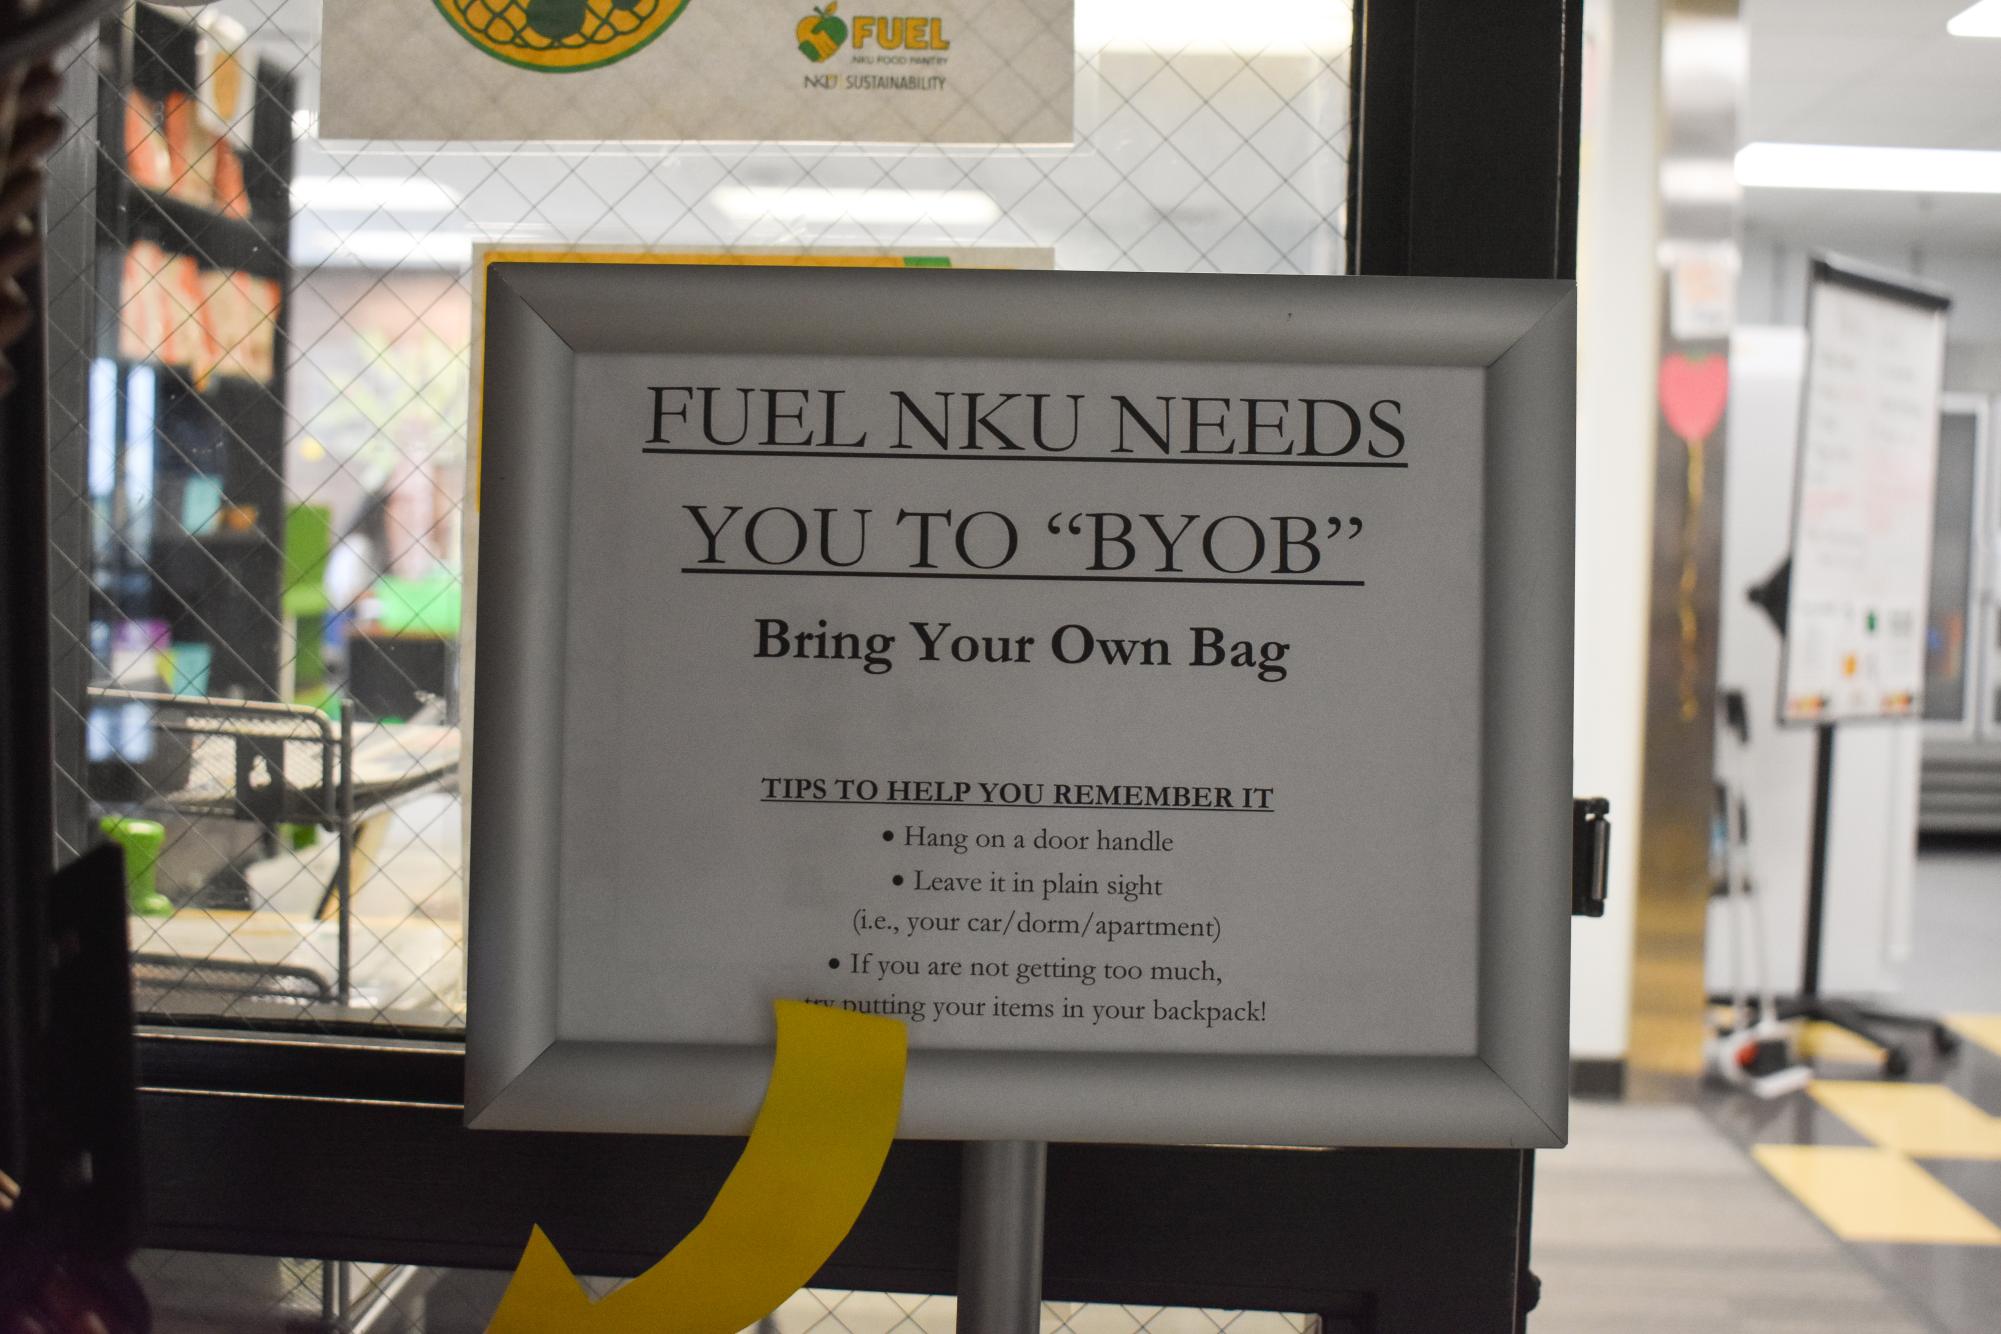 FUEL
NKU FOOD PANTRY
NKU SUSTAINABILITY
FUEL NKU NEEDS
YOU TO “BYOB”
Bring Your Own Bag
TIPS TO HELP YOU REMEMBER IT
• Hang on a door handle
• Leave it in plain sight
(i.e., your car/dorm/apartment)
• If you are not getting too much,
try putting your items in your backpack!